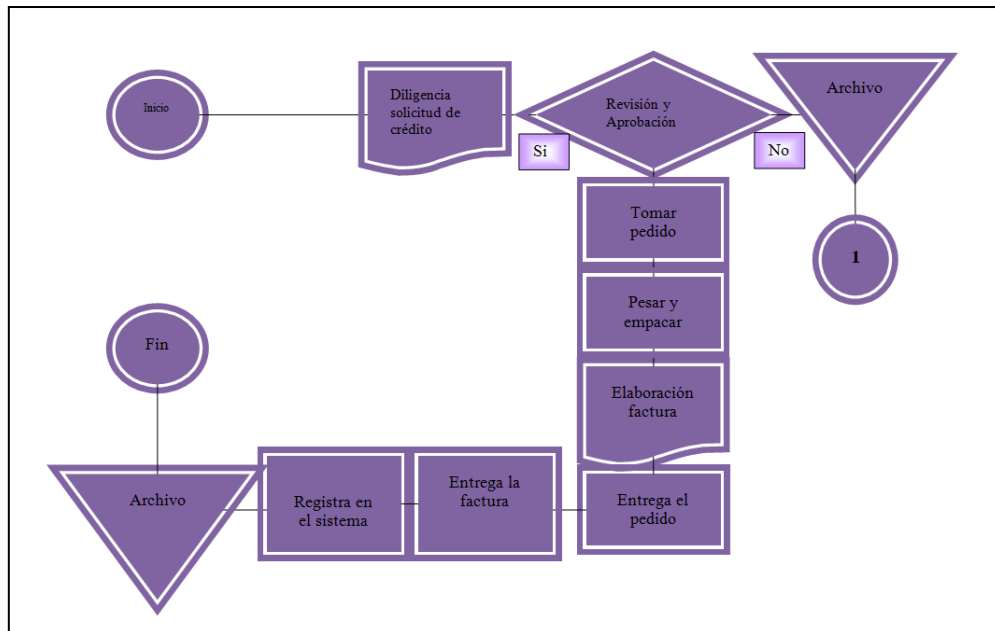 Inicio
Diligencia
solicitud de
crédito
Revisión y
Aprobación
Archivo
Si
No
Tomar
pedido
1
Pesar y
empacar
Elaboración
factura
Entrega el
pedido
Entrega la
factura
Registra en
el sistema
Archivo
Fin